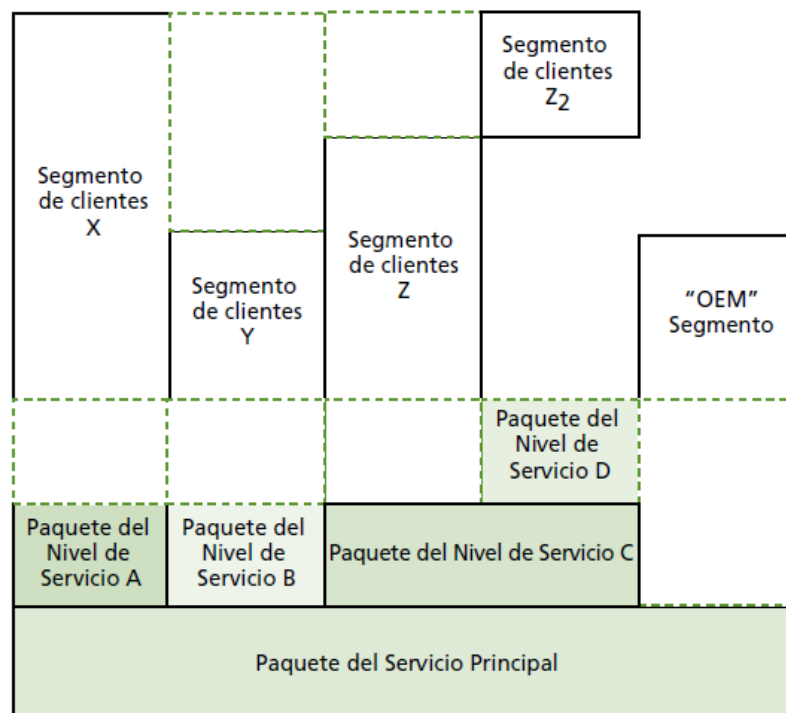 Segmento
de clientes
Z2
Segmento
de clientes
X
Segmento
de clientes
Z
Segmento
de clientes
Y
“OEM”
Segmento
Paquete del
Nivel de
Servicio D
Paquete del
Nivel de
Servicio A
Paquete del
Nivel de
Servicio B
Paquete del Nivel de Servicio C
Paquete del Servicio Principal